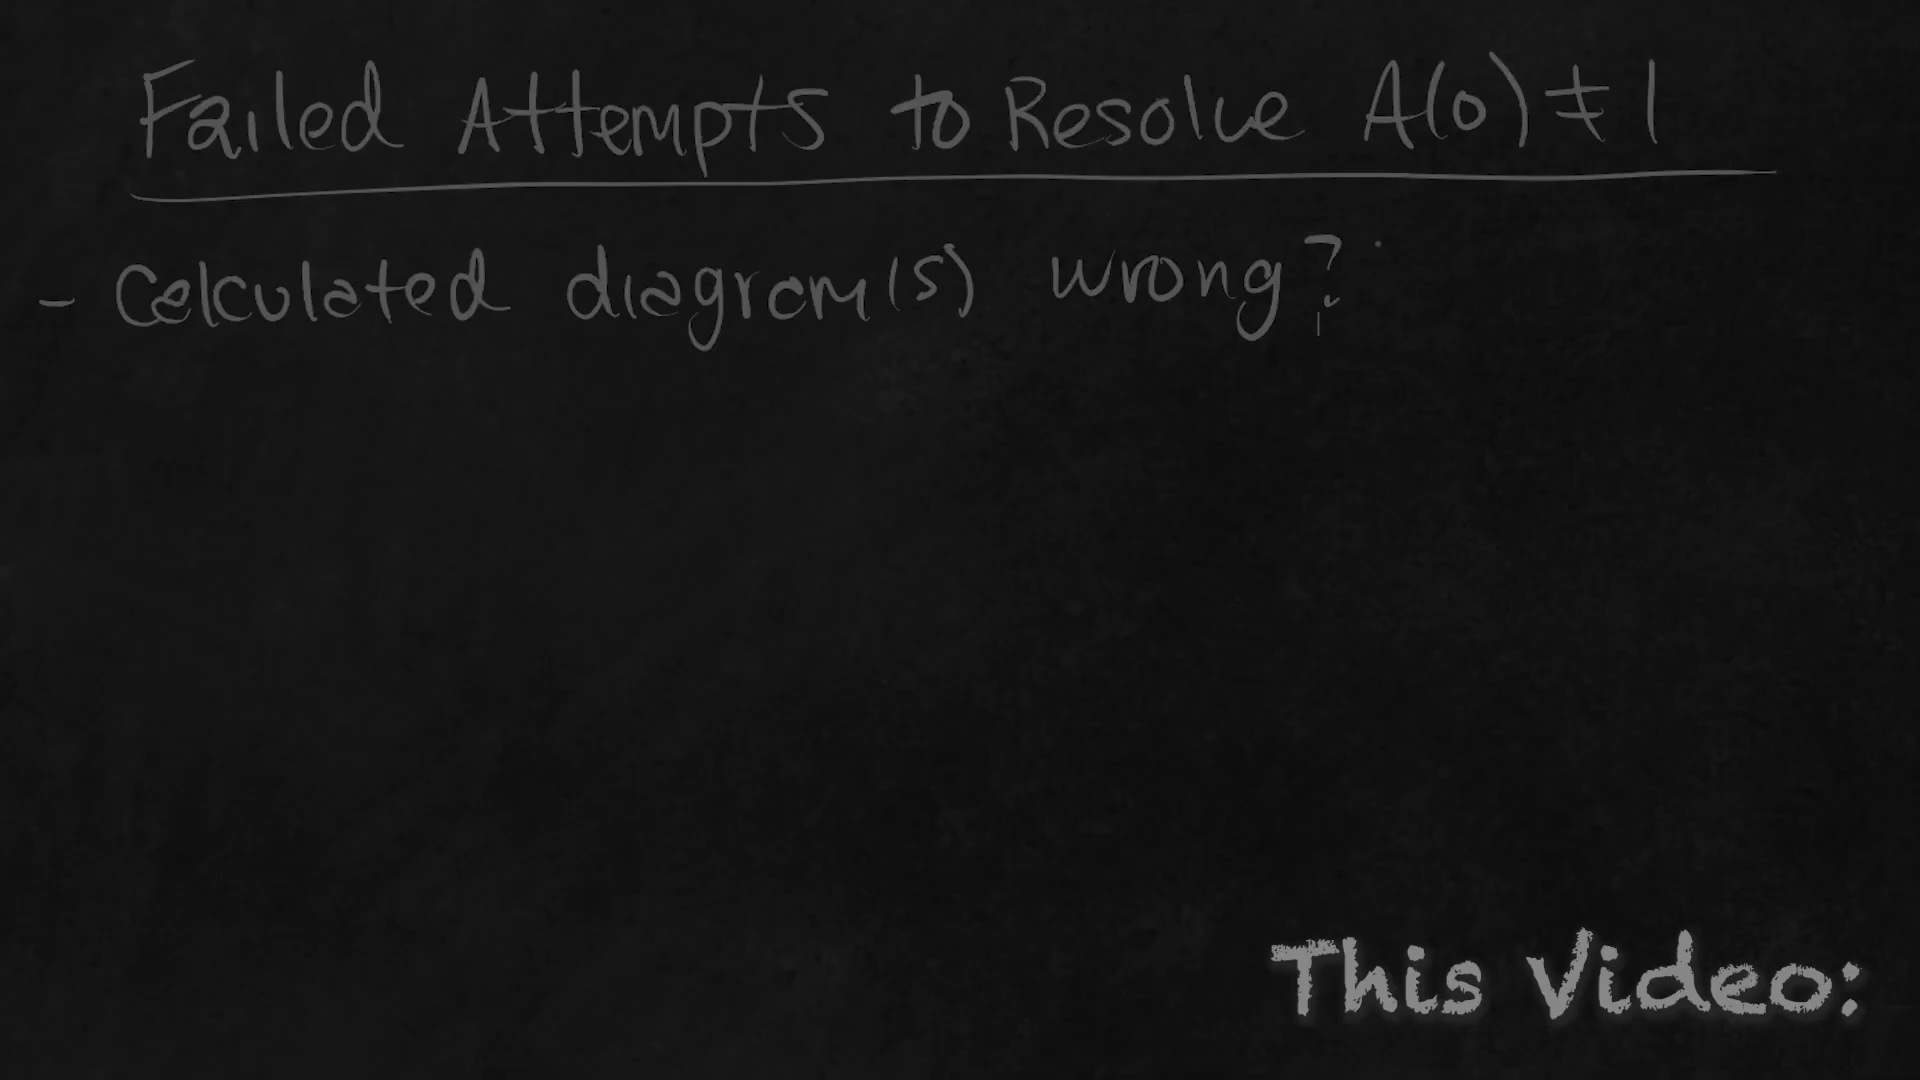 Failed Attempts to Resolve A(0) ≠ 1
- Calculated diagram(s) wrong?
This Video: